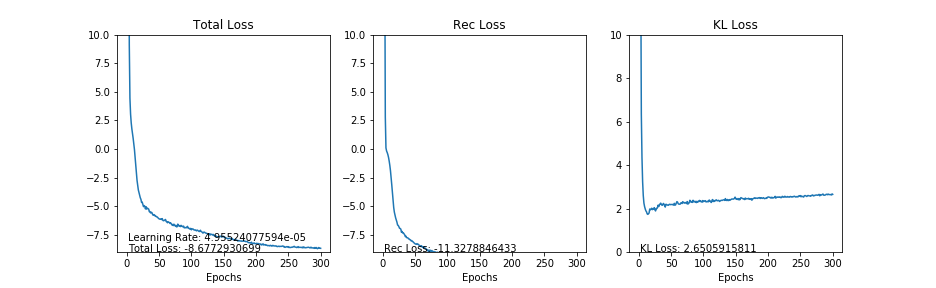 Total Loss
10.0
7.5
5.0
2.5
0.0
−2.5
−5.0
−7.5
Learning Rate: 4.95524077594e-05
Total Loss: -8.6772930699
0 50 100 150 200 250 300
Epochs
Rec Loss
10.0
7.5
5.0
2.5
0.0
−2.5
−5.0
−7.5
Rec Loss: -11.3278846433
0 50 100 150 200 250 300
Epochs
KL Loss
10
8
6
4
2
0
KL Loss: 2.6505915811
0 50 100 150 200 250 300
Epochs